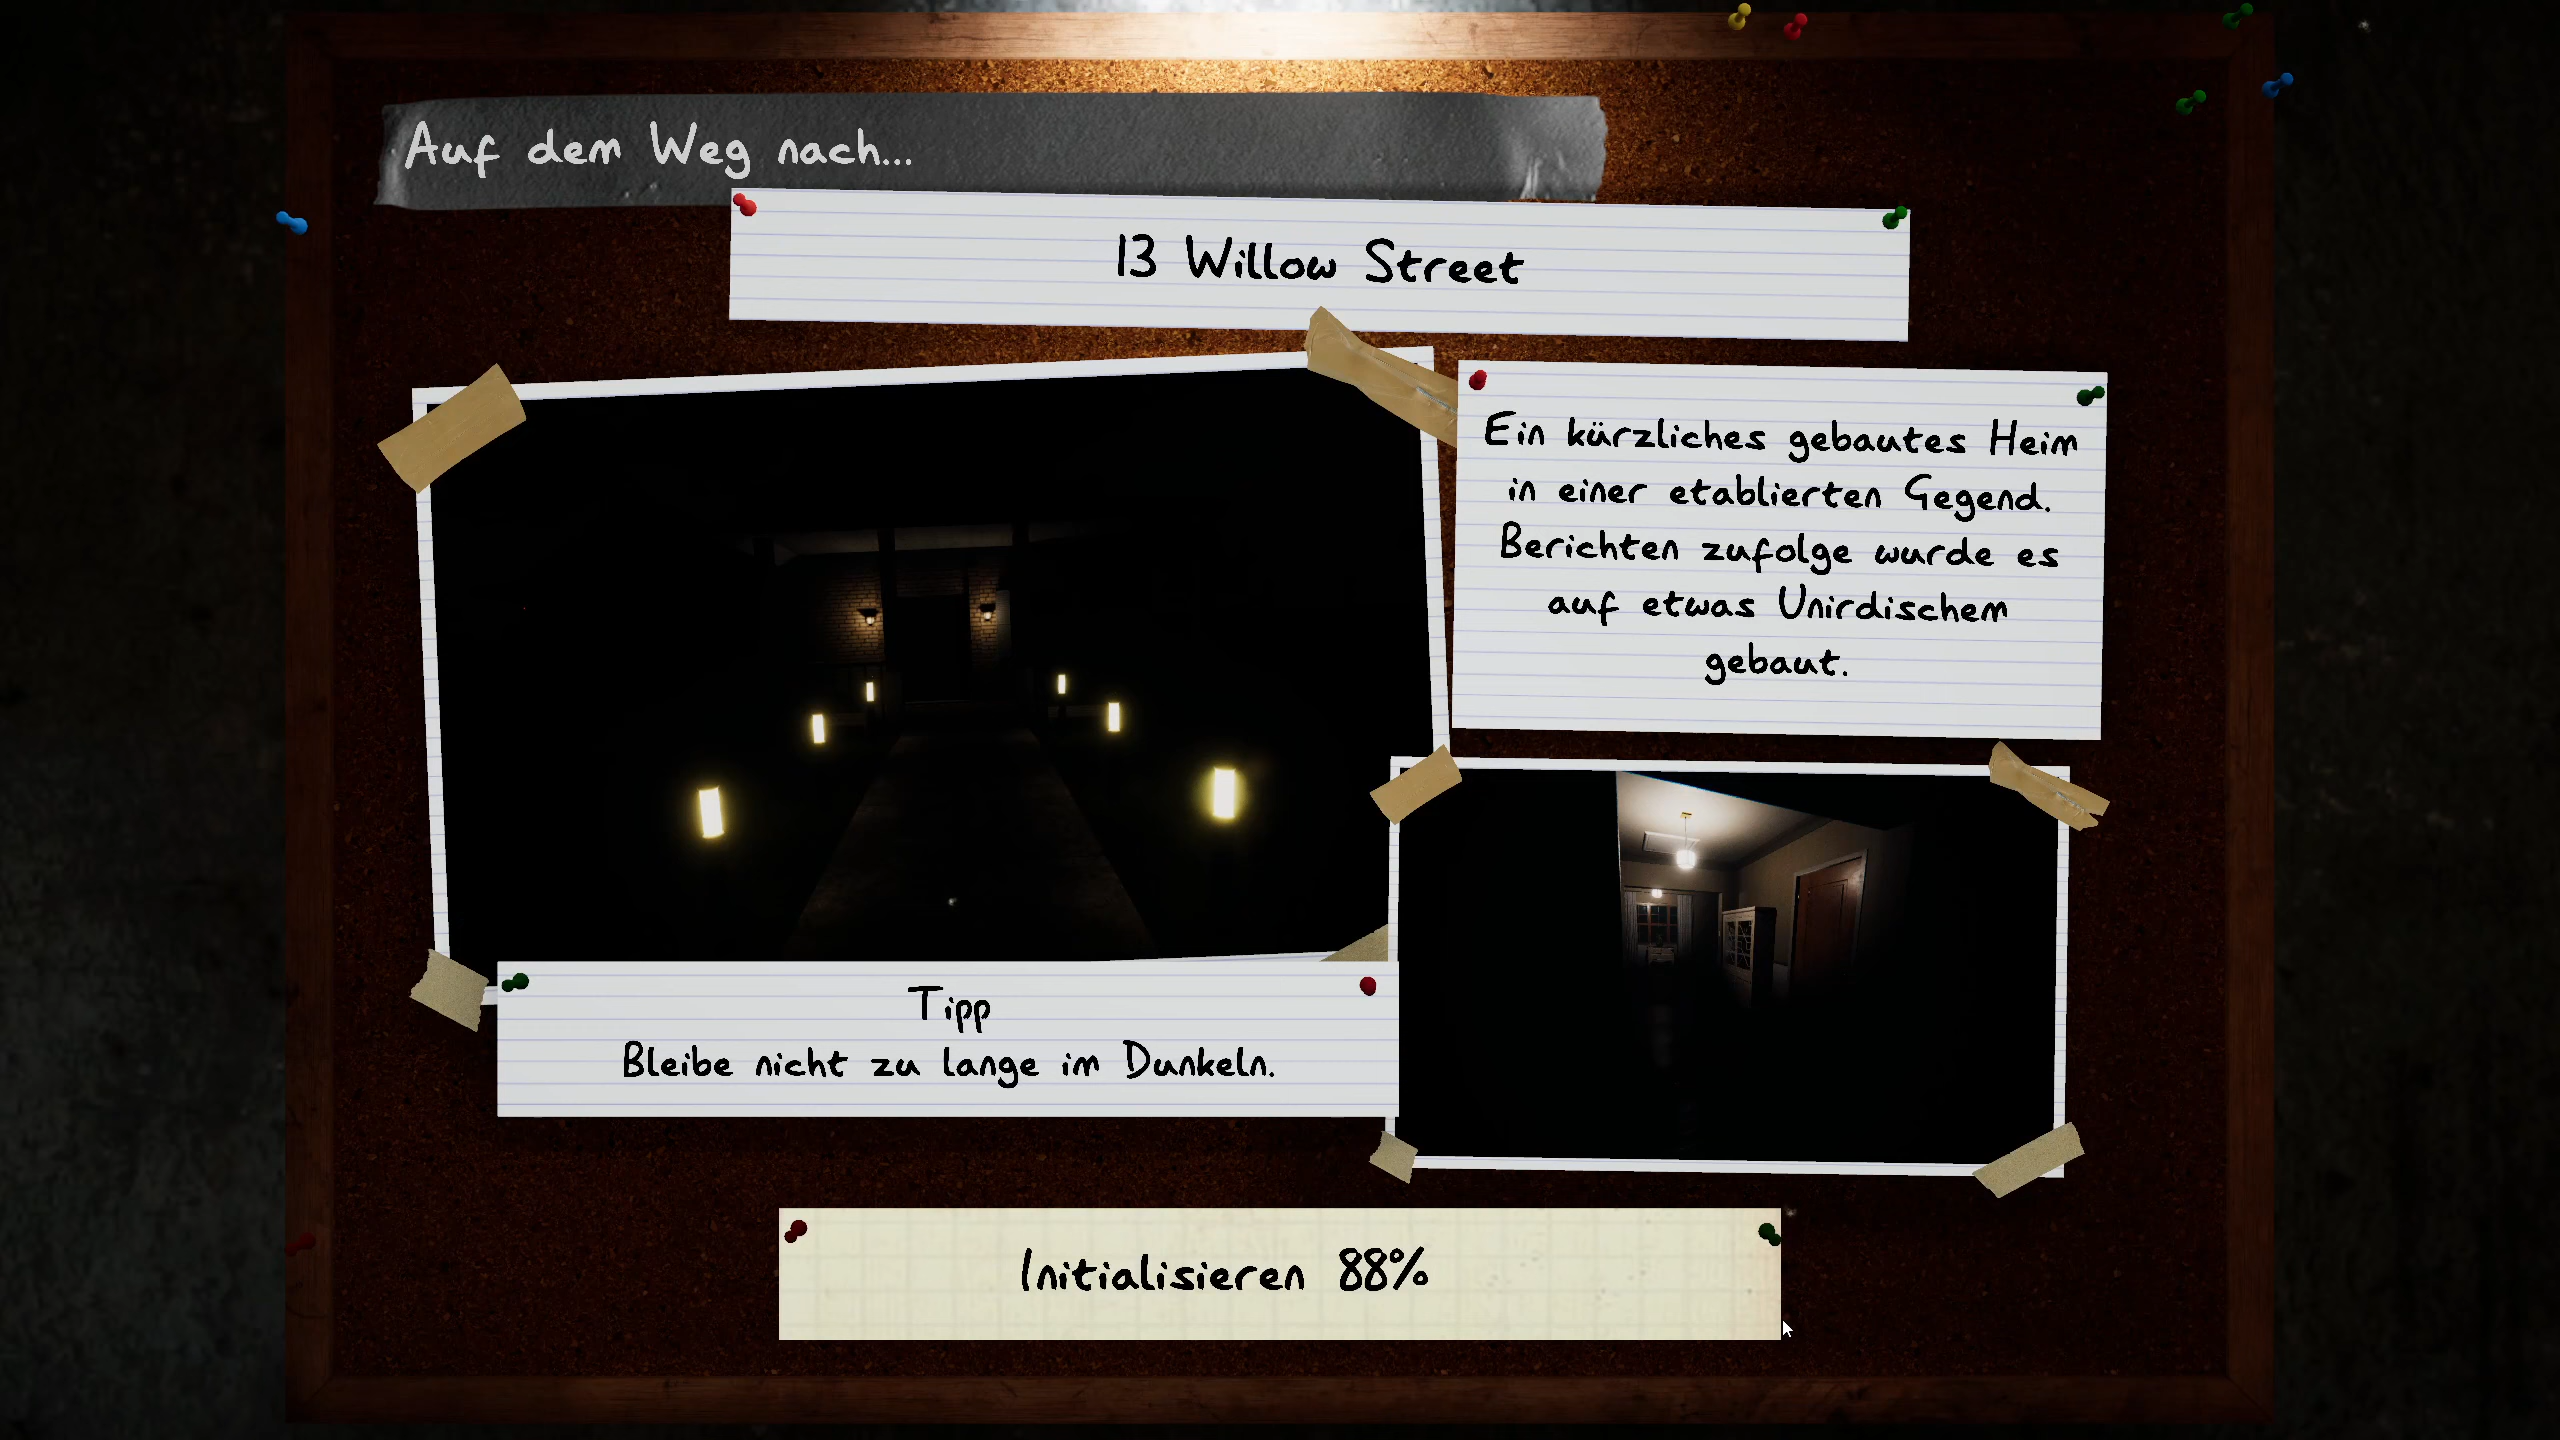 Auf dem Weg nach...
13 Willow Street
Ein kürzliches gebautes Heim
in einer etablierten Gegend.
Berichten zufolge wurde es
auf etwas Unirdischem
gebaut.
Tipp
Bleibe nicht zu lange im Dunkeln.
Initialisieren 88%